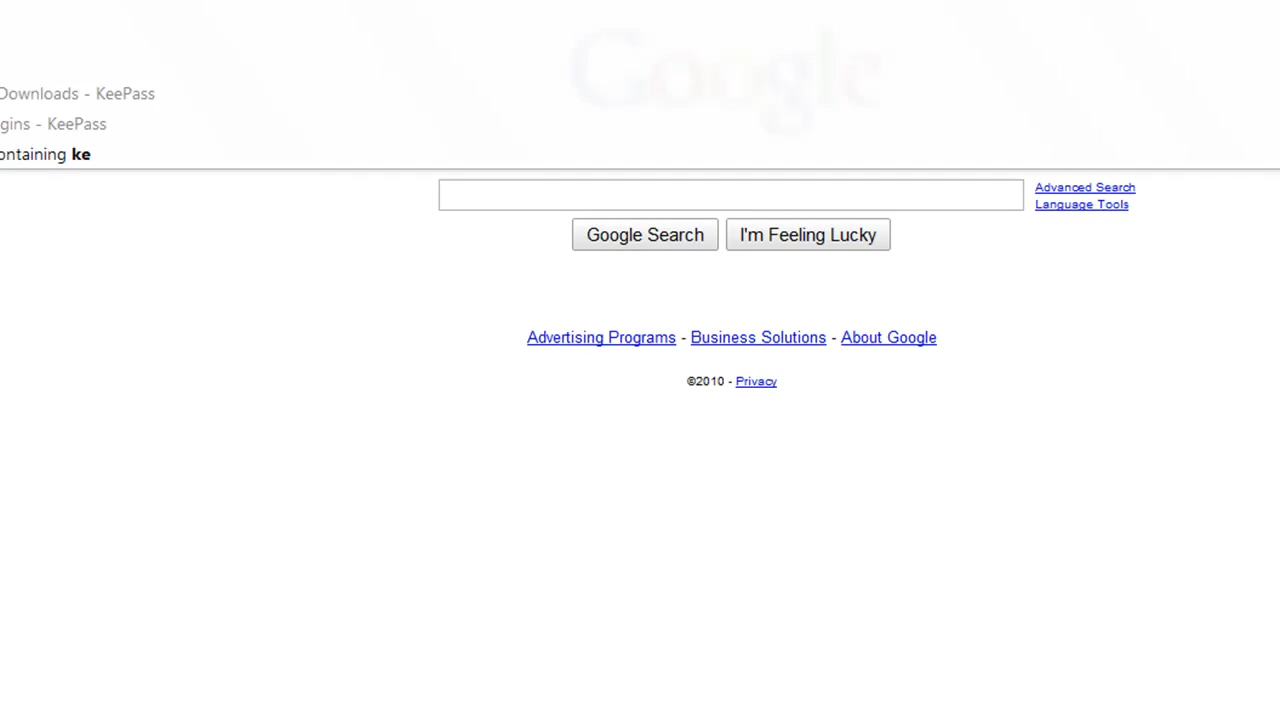 Google
Downloads - KeePass
gins - KeePass
ontaining ke
Advanced Search
Language Tools
Google Search I'm Feeling Lucky
Advertising Programs - Business Solutions - About Google
©2010 - Privacy